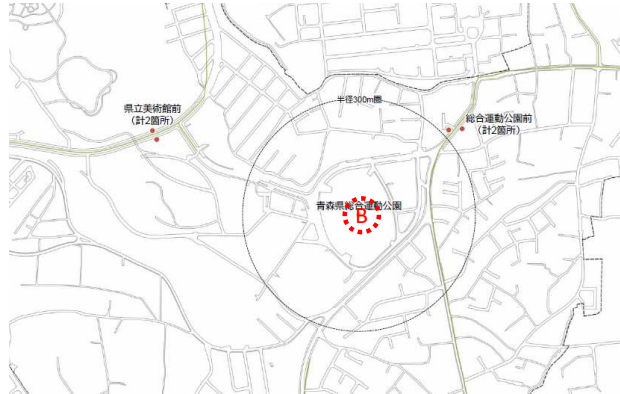 半径300m圏
県立美術館前
（計2箇所）
総合運動公園前
（計2箇所）
青森県総合運動公園
B